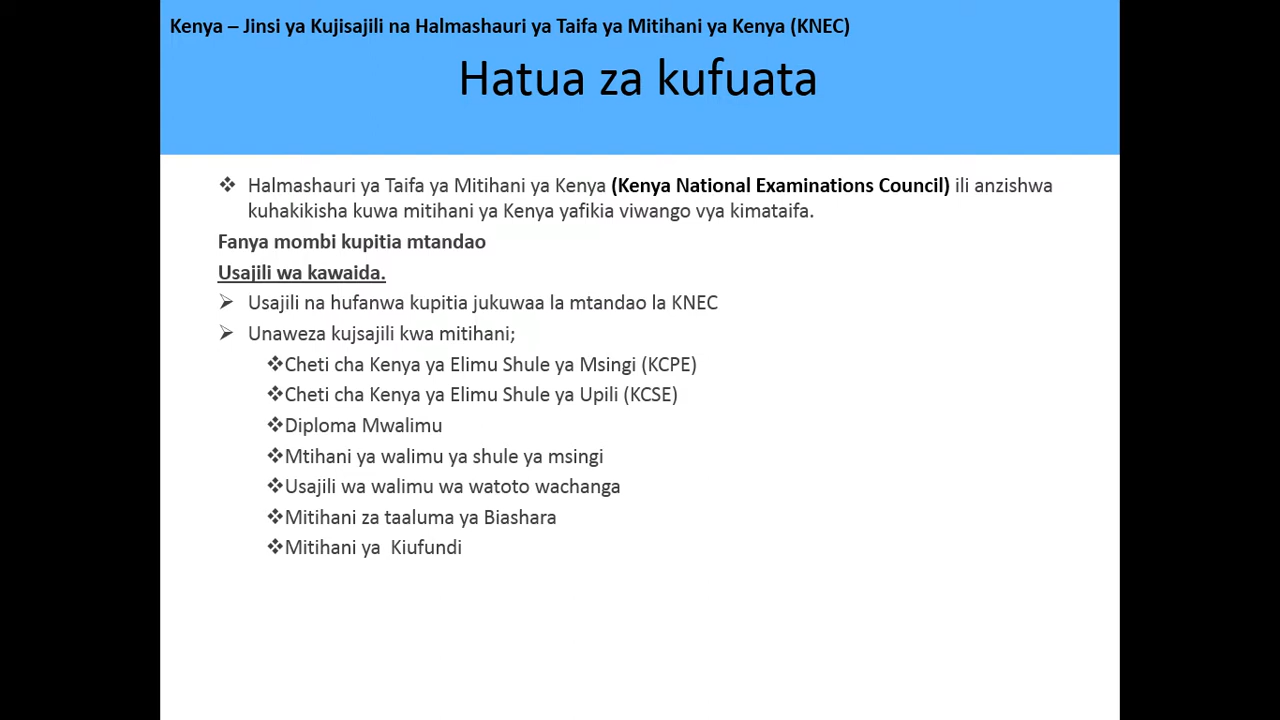 Kenya – Jinsi ya Kujisajili na Halmashauri ya Taifa ya Mitihani ya Kenya (KNEC)
Hatua za kufuata
❖ Halmashauri ya Taifa ya Mitihani ya Kenya (Kenya National Examinations Council) ili anzishwa
kuhakikisha kuwa mitihani ya Kenya yafikia viwango vya kimataifa.
Fanya mombi kupitia mtandao
Usajili wa kawaida.
➢ Usajili na hufanwa kupitia jukuwaa la mtandao la KNEC
➢ Unaweza kujsajili kwa mitihani;
❖Cheti cha Kenya ya Elimu Shule ya Msingi (KCPE)
❖Cheti cha Kenya ya Elimu Shule ya Upili (KCSE)
❖Diploma Mwalimu
❖Mtihani ya walimu ya shule ya msingi
❖Usajili wa walimu wa watoto wachanga
❖Mitihani za taaluma ya Biashara
❖Mitihani ya  Kiufundi